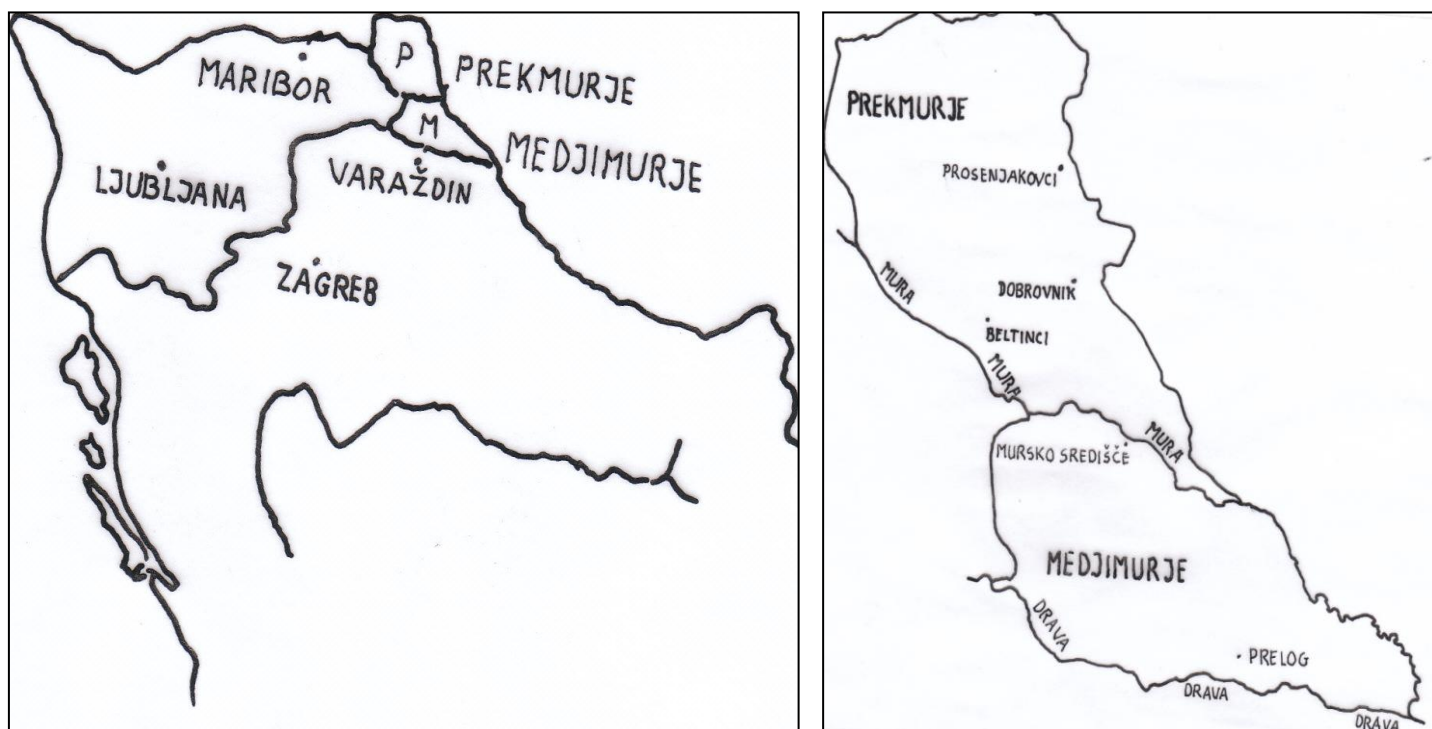 P
PREKMURJE
MARIBOR
M
MEDJIMURJE
LJUBLJANA
VARAŽDIN
ZAGREB
PREKMURJE
PROSENJAKOVCI
MURA
DOBROVNIK
BELTINCI
MURA
MURA
MURSKO SREDIŠČE
MEDJIMURJE
DRAVA
PRELOG
DRAVA
DRAVA